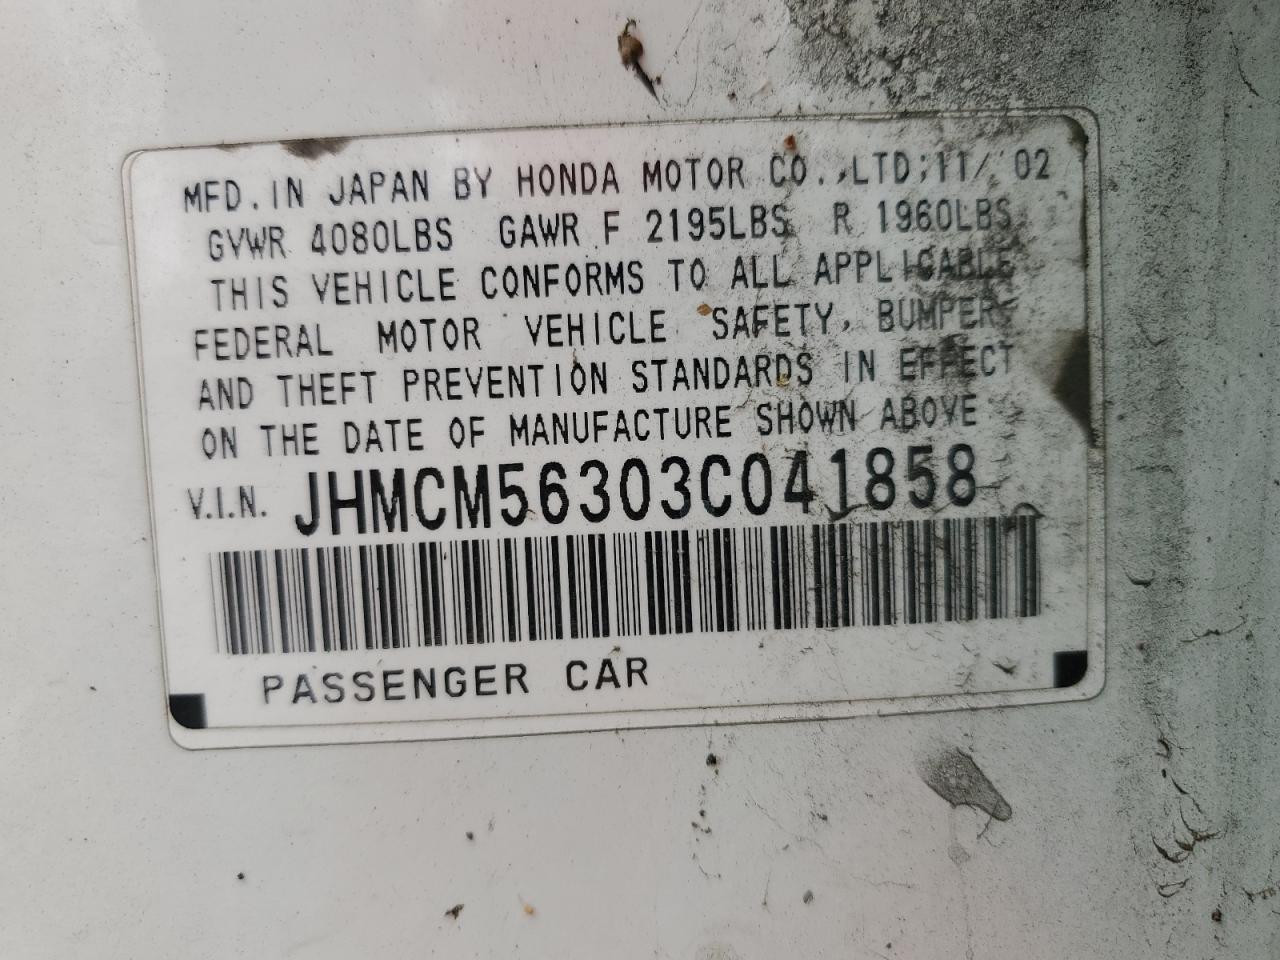 MFD. IN JAPAN BY HONDA MOTOR CO., LTD; 11/'02
GVWR 4080LBS GAWR F 2195LBS R 1960LBS
THIS VEHICLE CONFORMS TO ALL APPLICABLE
FEDERAL MOTOR VEHICLE SAFETY, BUMPER,
AND THEFT PREVENTION STANDARDS IN EFFECT
ON THE DATE OF MANUFACTURE SHOWN ABOVE
V.I.N. JHMCM56303C041858
PASSENGER CAR